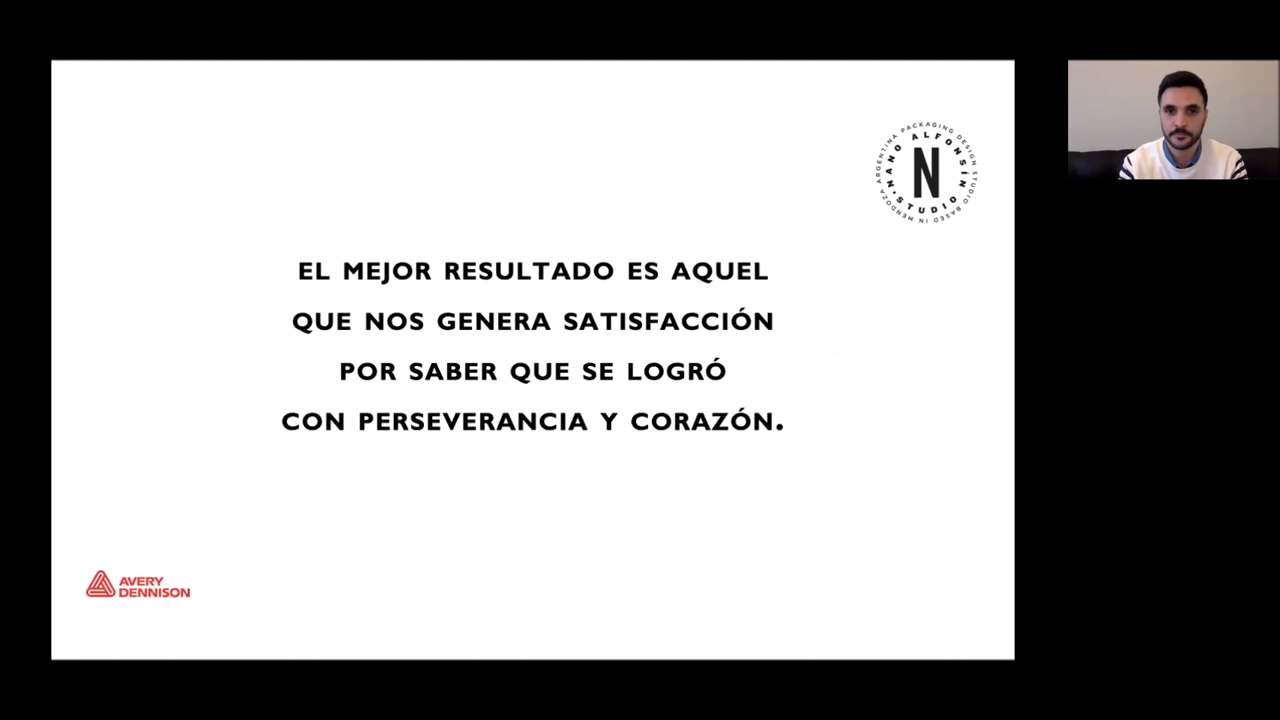 NANO ALFONSÍN
• STUDIO
ARGENTINA PACKAGING DESIGN STUDIO BASED IN MENDOZA
N
EL MEJOR RESULTADO ES AQUEL
QUE NOS GENERA SATISFACCIÓN
POR SABER QUE SE LOGRÓ
CON PERSEVERANCIA Y CORAZÓN.
AVERY
DENNISON